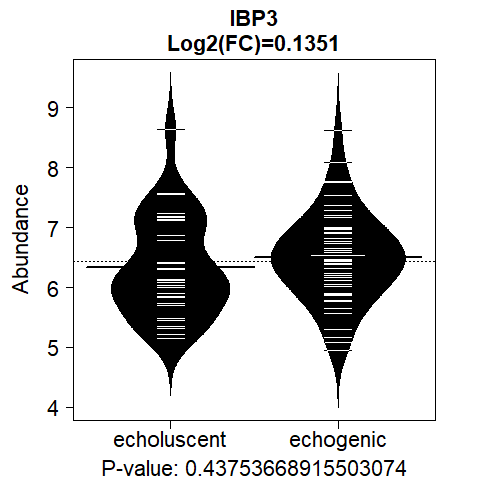 IBP3
Log2(FC)=0.1351
Abundance
9
8
7
6
5
4
echoluscent echogenic
P-value: 0.43753668915503074